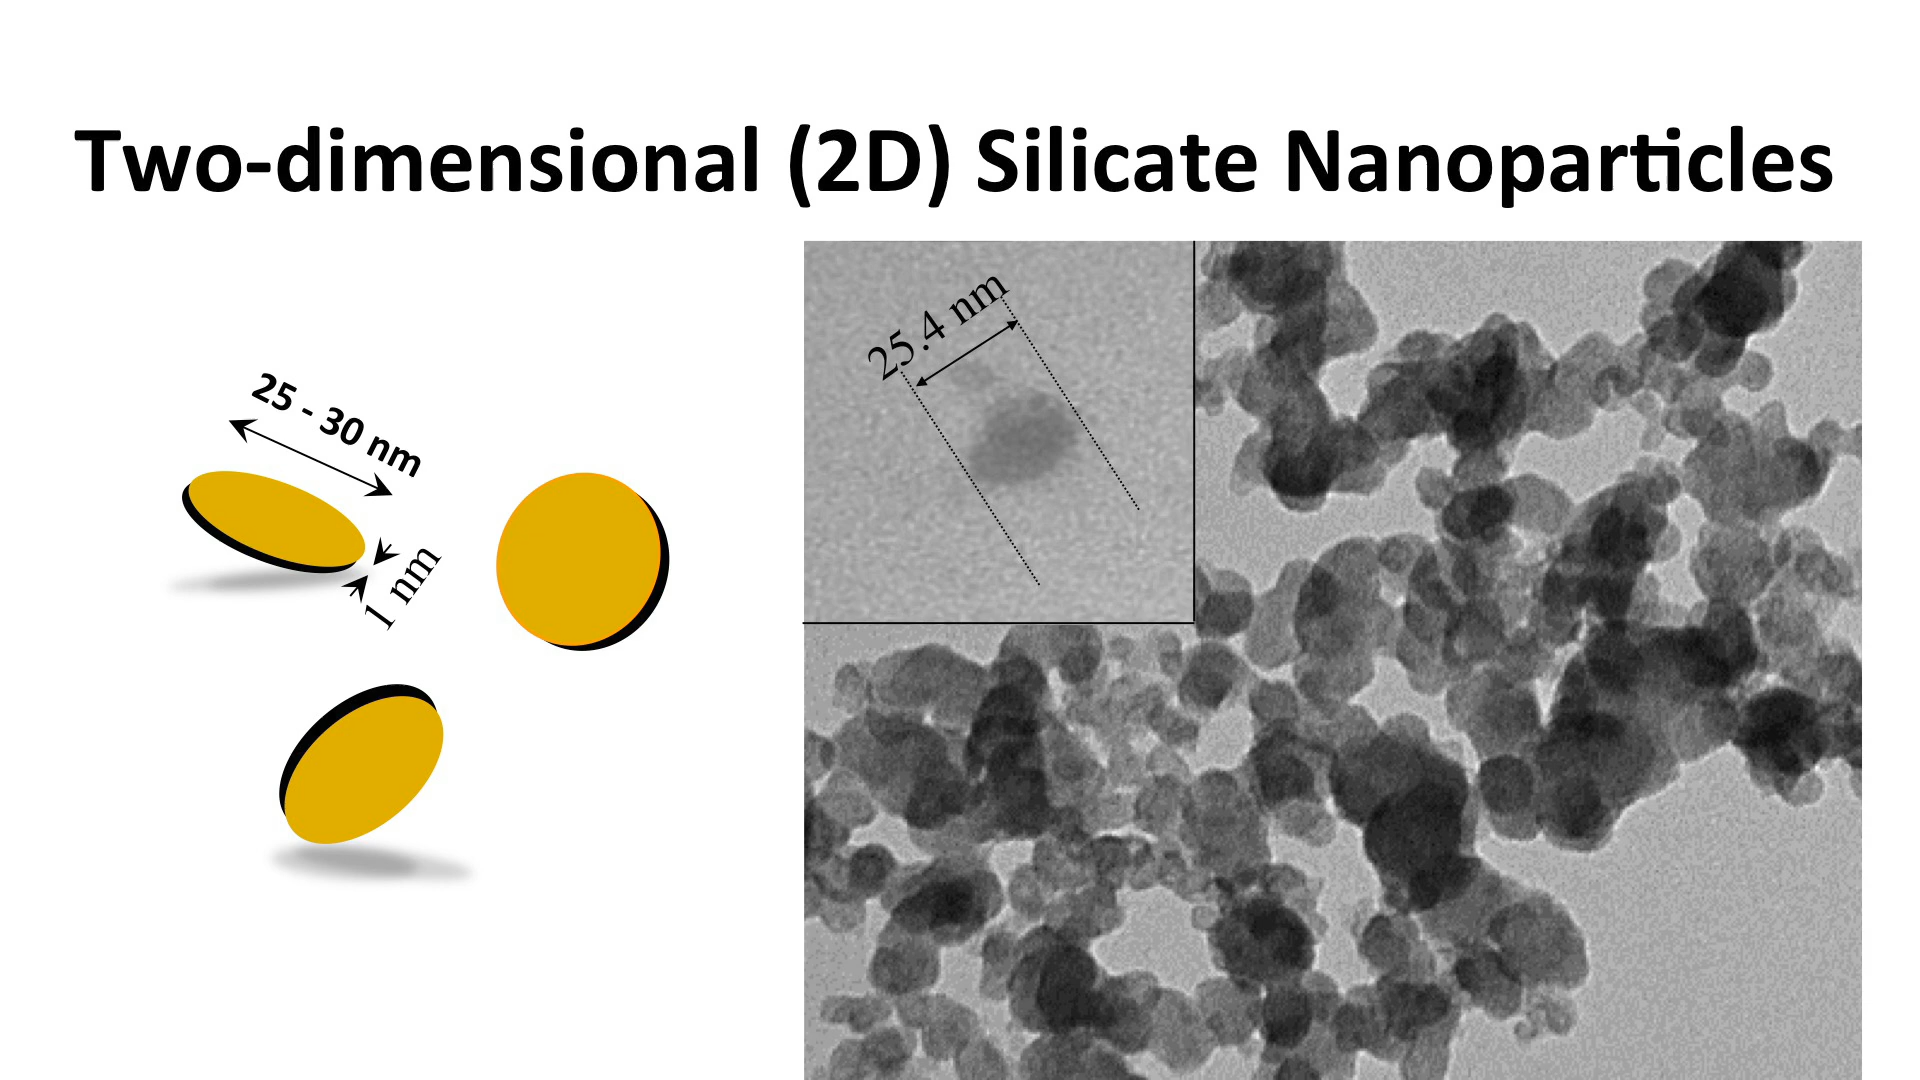 Two-dimensional (2D) Silicate Nanoparticles
25 - 30 nm
1 nm
25.4 nm